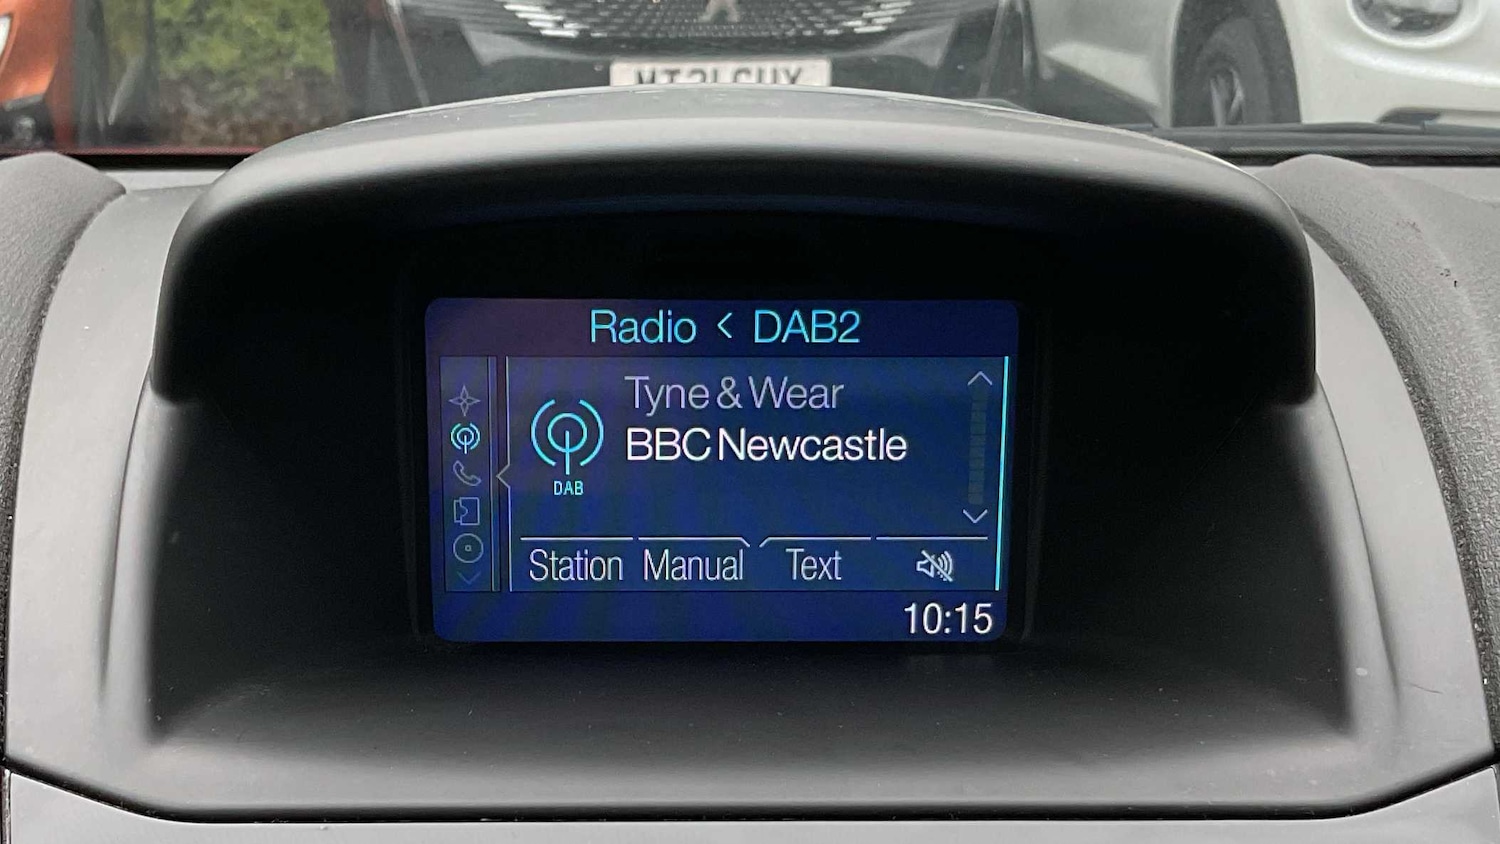 Radio < DAB2
Tyne & Wear
BBC Newcastle
DAB
Station Manual Text
10:15